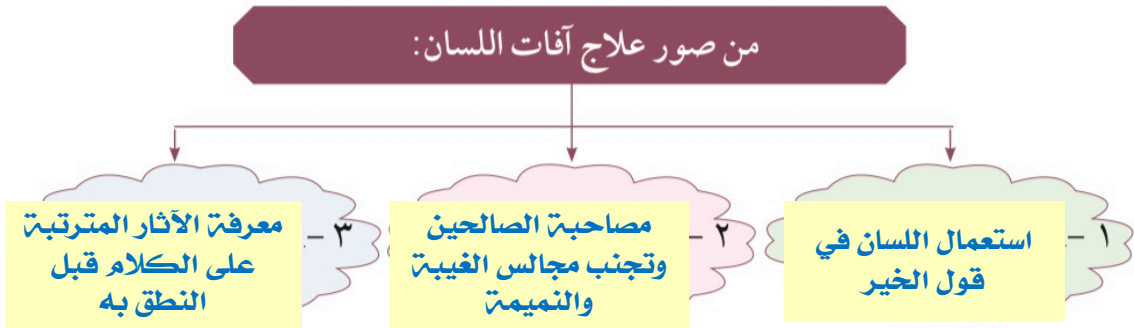 من صور علاج آفات اللسان:
١ -
استعمال اللسان في
قول الخير
٢ -
مصاحبة الصالحين
وتجنب مجالس الغيبة
والنميمة
٣ -
معرفة الآثار المترتبة
على الكلام قبل
النطق به